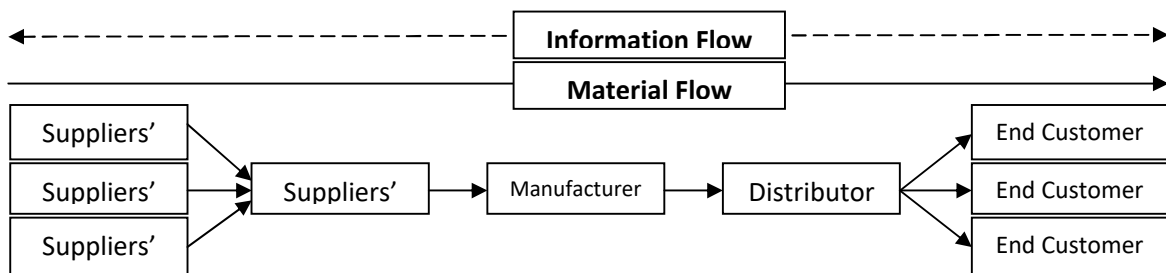 Information Flow
Material Flow
Suppliers’
End Customer
Suppliers’
Suppliers’
Manufacturer
Distributor
End Customer
Suppliers’
End Customer